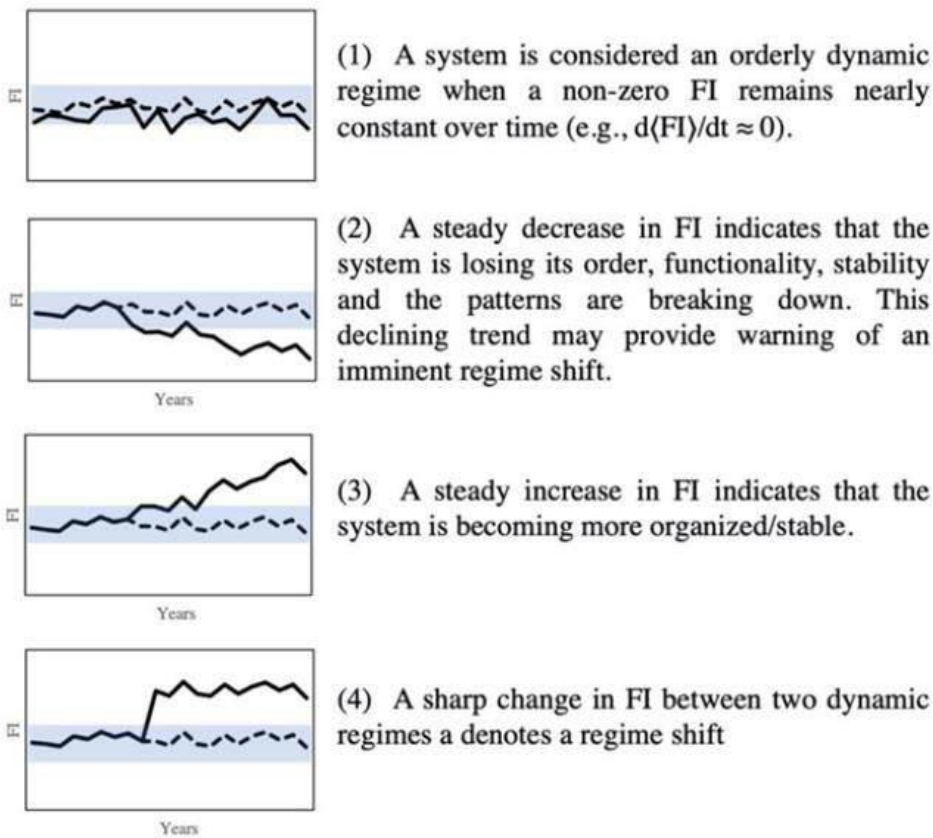 FI
(1) A system is considered an orderly dynamic
regime when a non-zero FI remains nearly
constant over time (e.g., d⟨FI⟩/dt ≈ 0).
FI
Years
(2) A steady decrease in FI indicates that the
system is losing its order, functionality, stability
and the patterns are breaking down. This
declining trend may provide warning of an
imminent regime shift.
FI
Years
(3) A steady increase in FI indicates that the
system is becoming more organized/stable.
FI
Years
(4) A sharp change in FI between two dynamic
regimes a denotes a regime shift